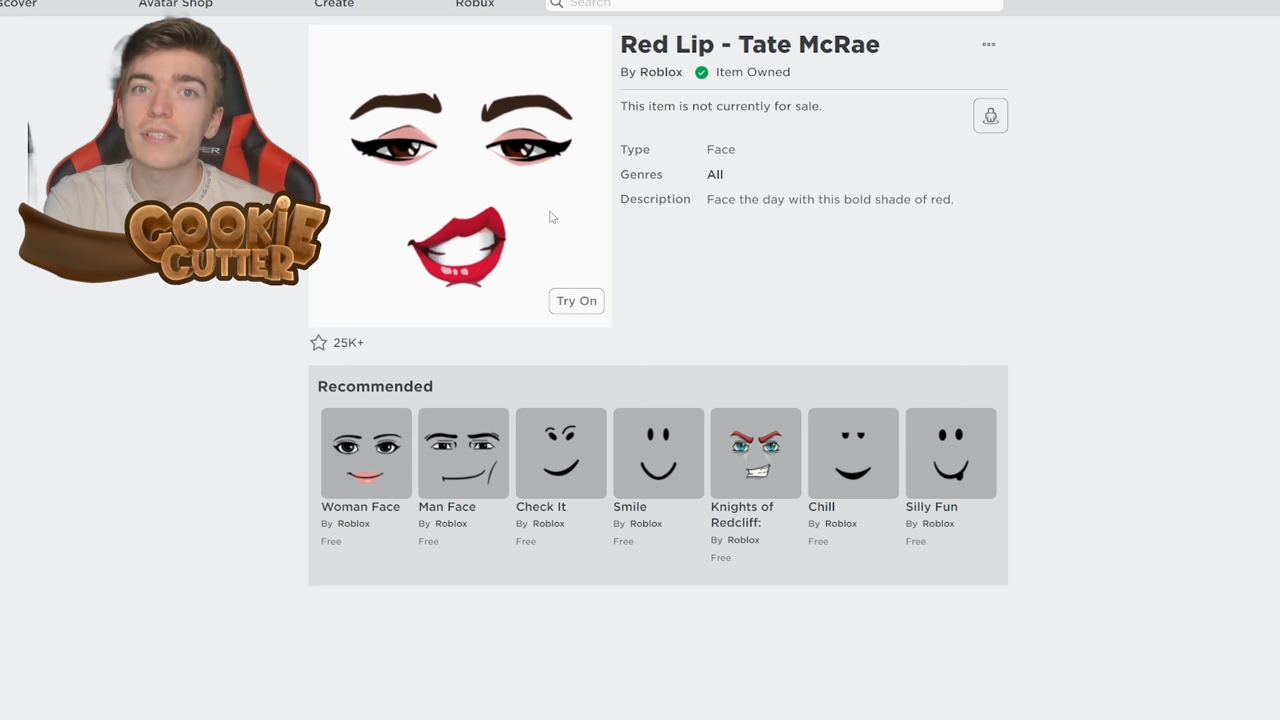 scover Avatar Shop Create Robux Search
Red Lip - Tate McRae
By Roblox Item Owned
This item is not currently for sale.
Type Face
Genres All
Description Face the day with this bold shade of red.
COOKIE
CUTTER
Try On
25K+
Recommended
Woman Face
By Roblox
Free
Man Face
By Roblox
Free
Check It
By Roblox
Free
Smile
By Roblox
Free
Knights of
Redcliff:
By Roblox
Free
Chill
By Roblox
Free
Silly Fun
By Roblox
Free